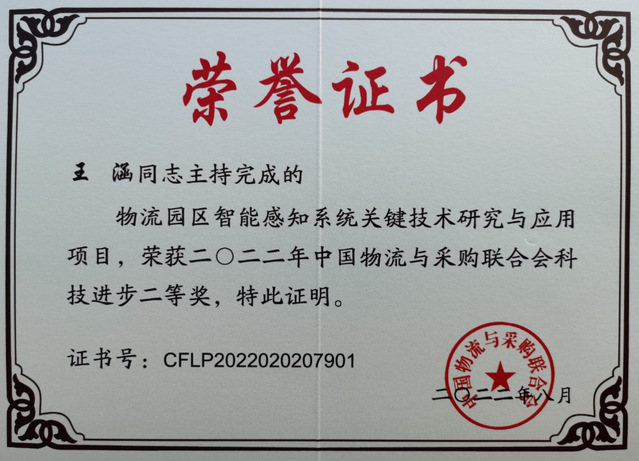 荣誉证书
王 涵同志主持完成的
物流园区智能感知系统关键技术研究与应用
项目，荣获二〇二二年中国物流与采购联合会科
技进步二等奖，特此证明。
证书号：CFLP2022020207901
中国物流与采购联合会
二〇二二年八月